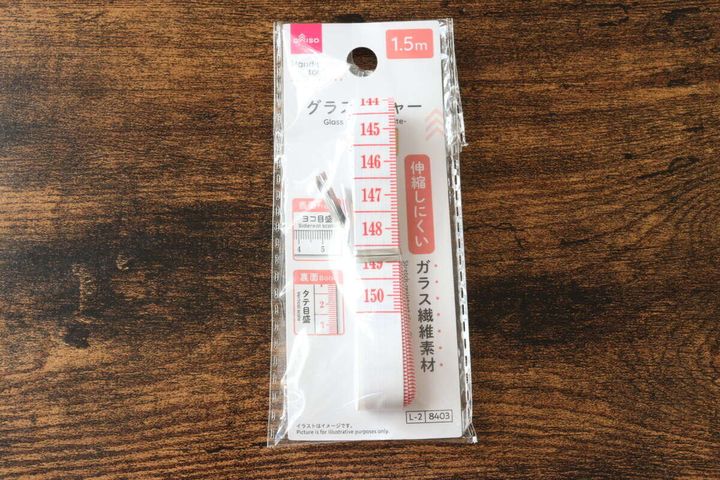 DAISO
1.5m
グラス
ャー
Glass
144
145
146
147
148
149
150
伸縮しにくい
ガラス繊維素材
表面
ヨコ目盛
4 5
裏面
タテ目盛
2
イラストはイメージです。
Picture is for illustrative purposes only.
L-2 8403